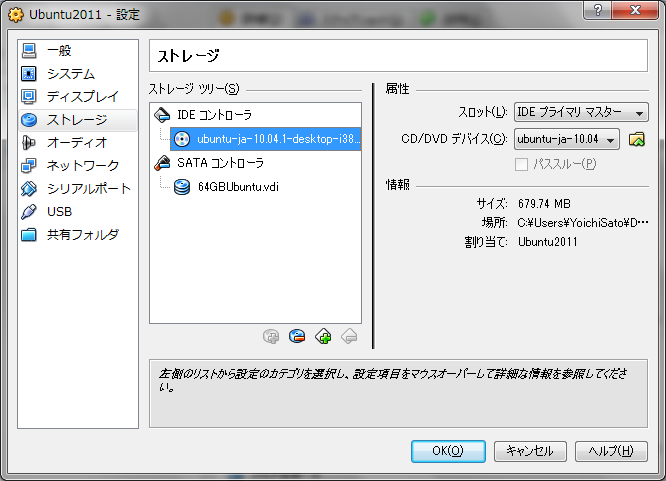 Ubuntu2011 - 設定
一般
システム
ディスプレイ
ストレージ
オーディオ
ネットワーク
シリアルポート
USB
共有フォルダ
ストレージ
ストレージ ツリー(S)
IDE コントローラ
ubuntu-ja-10.04.1-desktop-i38...
SATA コントローラ
64GBUbuntu.vdi
属性
スロット(L): IDE プライマリ マスター
CD/DVD デバイス(C): ubuntu-ja-10.04
パススルー(P)
情報
サイズ: 679.74 MB
場所: C:¥Users¥YoichiSato¥D…
割り当て: Ubuntu2011
左側のリストから設定のカテゴリを選択し、設定項目をマウスオーバーして詳細な情報を参照してくださ
い。
OK(O)
キャンセル
ヘルプ(H)